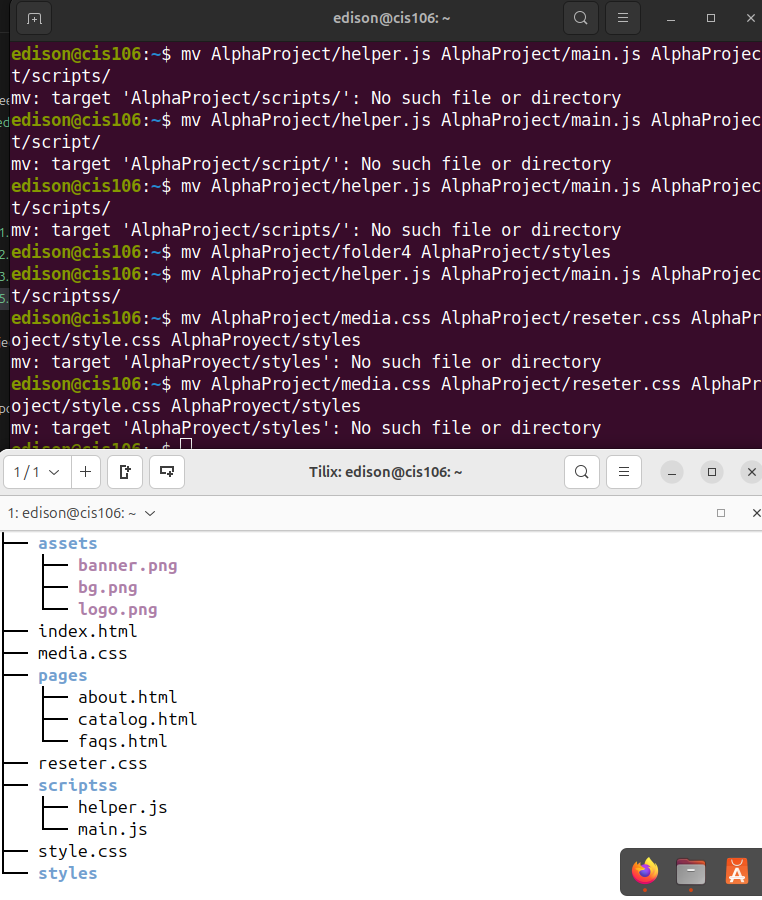 edison@cis106: ~
edison@cis106:~$ mv AlphaProject/helper.js AlphaProject/main.js AlphaProjec
t/scripts/
mv: target 'AlphaProject/scripts/': No such file or directory
edison@cis106:~$ mv AlphaProject/helper.js AlphaProject/main.js AlphaProjec
t/script/
mv: target 'AlphaProject/script/': No such file or directory
edison@cis106:~$ mv AlphaProject/helper.js AlphaProject/main.js AlphaProjec
t/scripts/
mv: target 'AlphaProject/scripts/': No such file or directory
edison@cis106:~$ mv AlphaProject/folder4 AlphaProject/styles
edison@cis106:~$ mv AlphaProject/helper.js AlphaProject/main.js AlphaProjec
t/scriptss/
edison@cis106:~$ mv AlphaProject/media.css AlphaProject/reseter.css AlphaPr
oject/style.css AlphaProyect/styles
mv: target 'AlphaProyect/styles': No such file or directory
edison@cis106:~$ mv AlphaProject/media.css AlphaProject/reseter.css AlphaPr
oject/style.css AlphaProyect/styles
mv: target 'AlphaProyect/styles': No such file or directory
edison@cis106:~$
1 / 1
Tilix: edison@cis106: ~
1: edison@cis106: ~
assets
banner.png
bg.png
logo.png
index.html
media.css
pages
about.html
catalog.html
faqs.html
reseter.css
scriptss
helper.js
main.js
style.css
styles